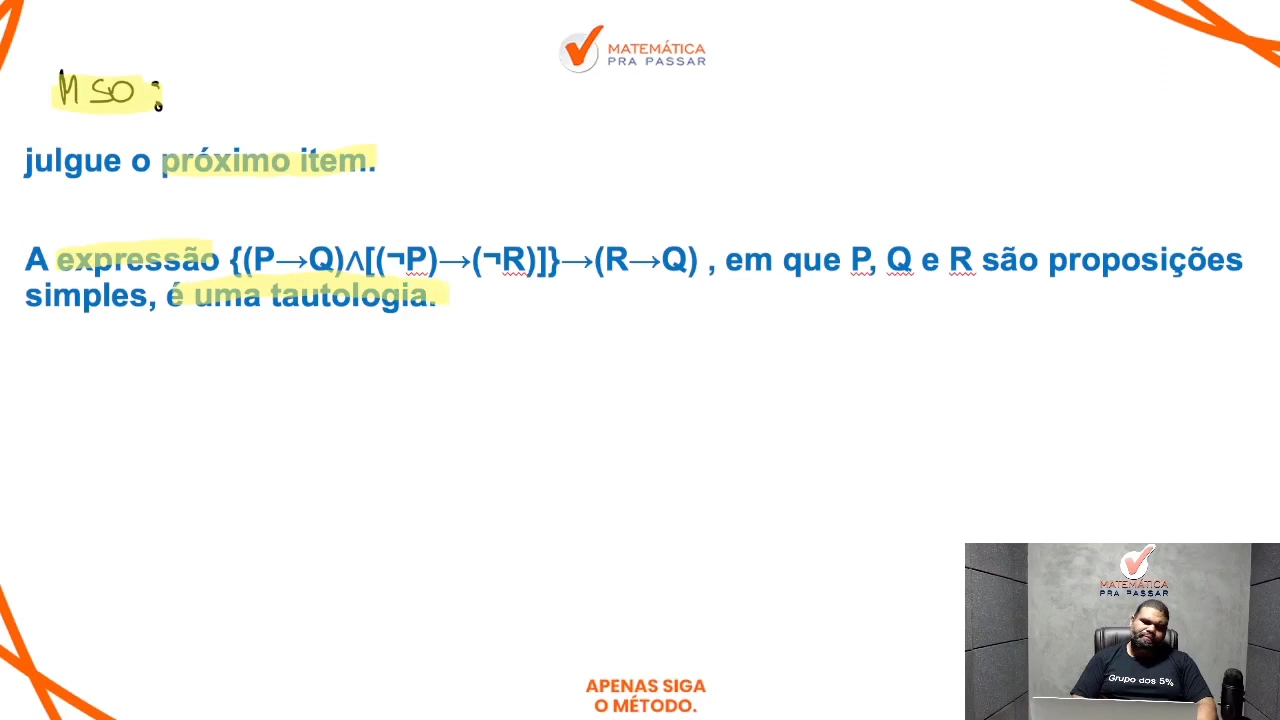 MATEMÁTICA
PRA PASSAR
MSO:
julgue o próximo item.
A expressão {(P→Q)∧[(¬P)→(¬R)]}→(R→Q) , em que P, Q e R são proposições
simples, é uma tautologia.
MATEMÁTICA
PRA PASSAR
Grupo dos 5%
APENAS SIGA
O MÉTODO.